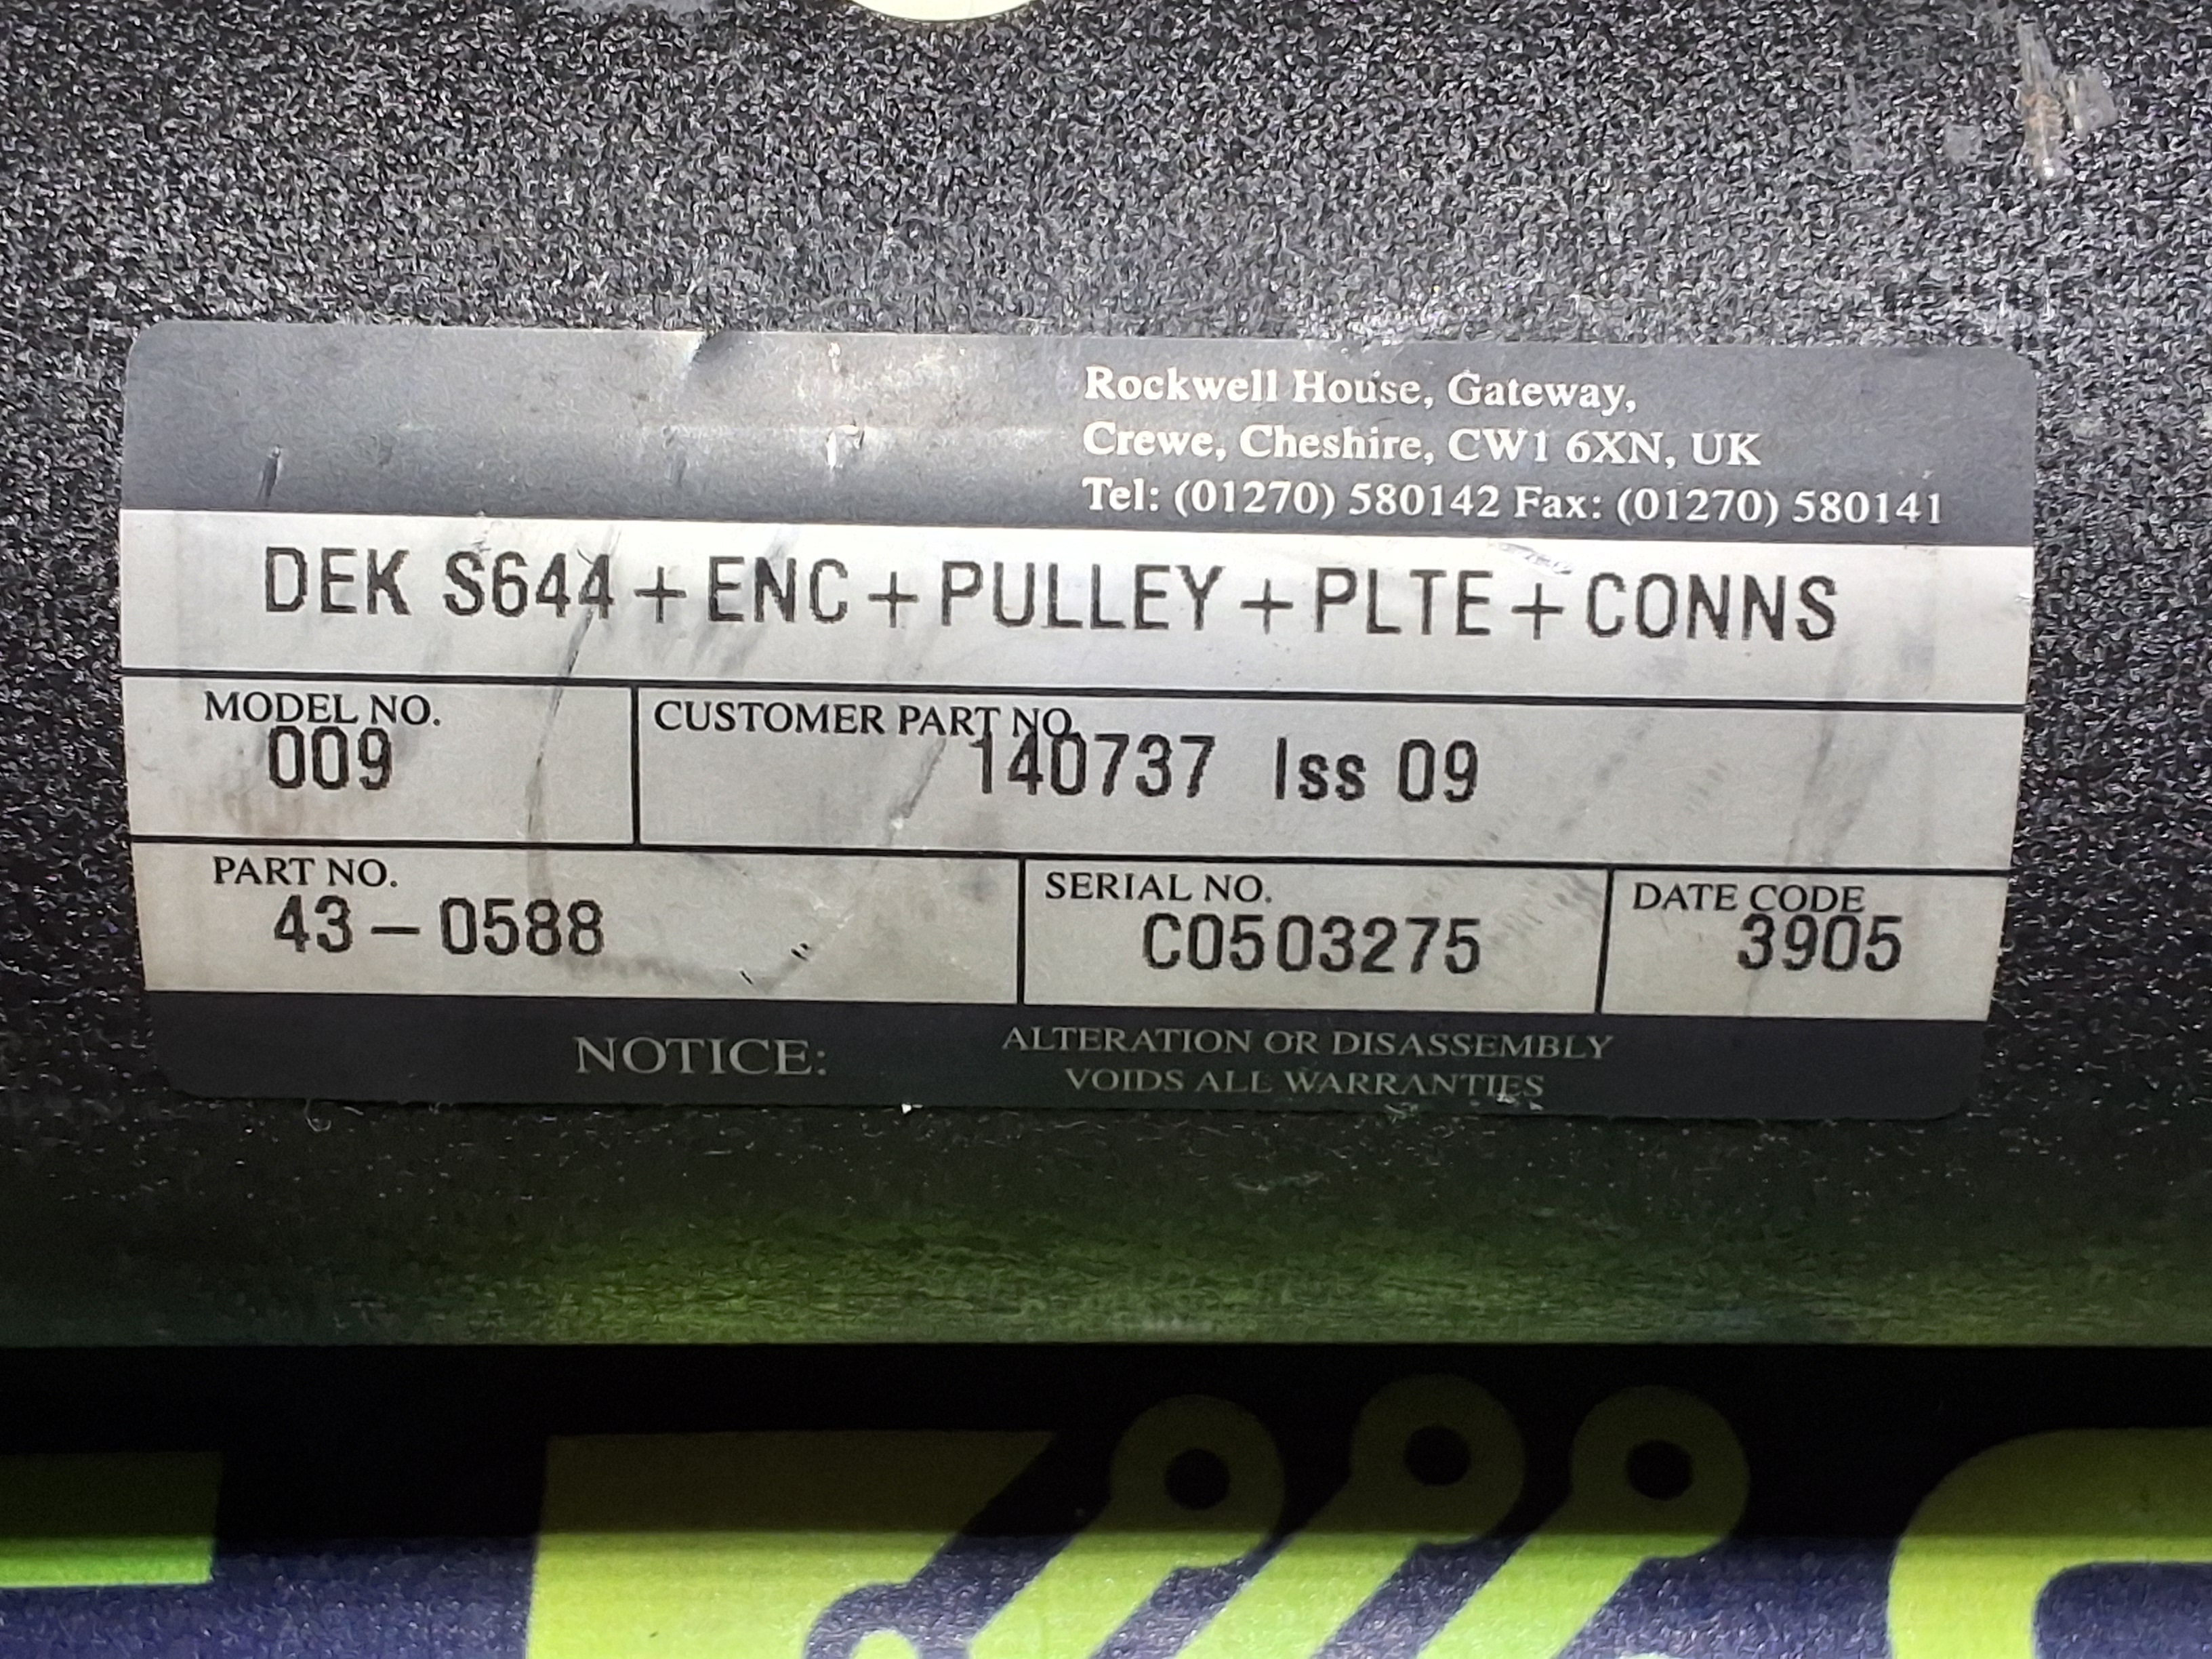 Rockwell House, Gateway,
Crewe, Cheshire, CW1 6XN, UK
Tel: (01270) 580142 Fax: (01270) 580141
DEK S644 + ENC + PULLEY + PLTE + CONNS
MODEL NO.
009
CUSTOMER PART NO.
140737 Iss 09
PART NO.
43 – 0588
SERIAL NO.
C0503275
DATE CODE
3905
NOTICE: ALTERATION OR DISASSEMBLY
VOIDS ALL WARRANTIES